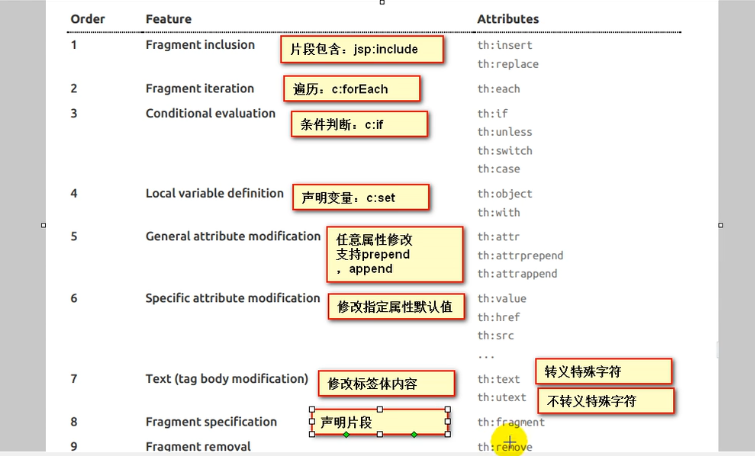 Order Feature Attributes
1 Fragment inclusion 片段包含：jsp:include th:insert
th:replace
2 Fragment iteration 遍历：c:forEach th:each
3 Conditional evaluation 条件判断：c:if th:if
th:unless
th:switch
th:case
4 Local variable definition 声明变量：c:set th:object
th:with
5 General attribute modification 任意属性修改 th:attr
支持prepend th:attrprepend
，append th:attrappend
6 Specific attribute modification 修改指定属性默认值 th:value
th:href
th:src
...
7 Text (tag body modification) 修改标签体内容 th:text 转义特殊字符
th:utext 不转义特殊字符
8 Fragment specification 声明片段 th:fragment
9 Fragment removal th:remove